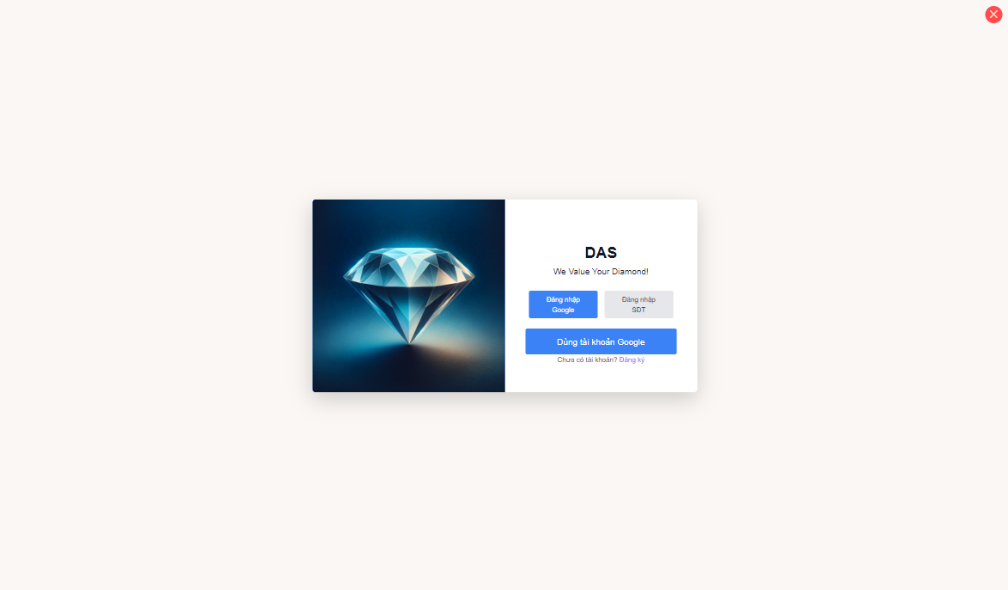 DAS
We Value Your Diamond!
Đăng nhập
Google
Đăng nhập
SDT
Dùng tài khoản Google
Chưa có tài khoản? Đăng ký